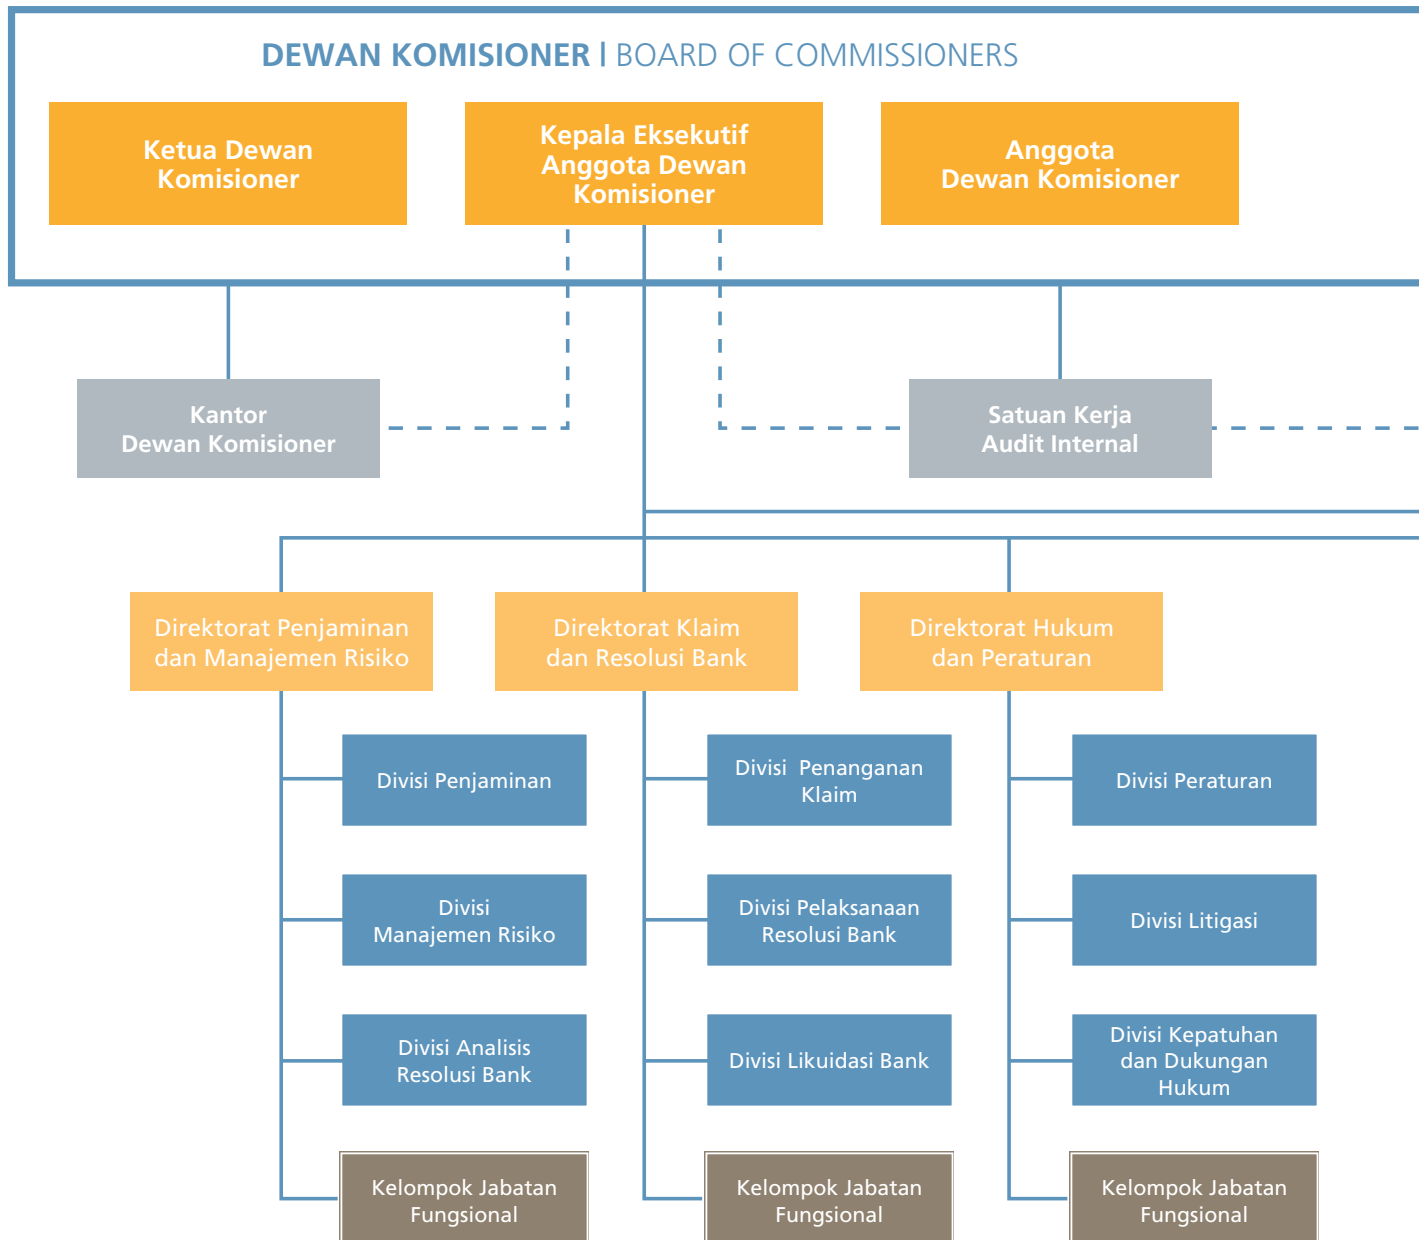 DEWAN KOMISIONER | BOARD OF COMMISSIONERS
Ketua Dewan
Komisioner
Kepala Eksekutif
Anggota Dewan
Komisioner
Anggota
Dewan Komisioner
Kantor
Dewan Komisioner
Satuan Kerja
Audit Internal
Direktorat Penjaminan
dan Manajemen Risiko
Direktorat Klaim
dan Resolusi Bank
Direktorat Hukum
dan Peraturan
Divisi Penjaminan
Divisi Penanganan
Klaim
Divisi Peraturan
Divisi
Manajemen Risiko
Divisi Pelaksanaan
Resolusi Bank
Divisi Litigasi
Divisi Analisis
Resolusi Bank
Divisi Likuidasi Bank
Divisi Kepatuhan
dan Dukungan
Hukum
Kelompok Jabatan
Fungsional
Kelompok Jabatan
Fungsional
Kelompok Jabatan
Fungsional